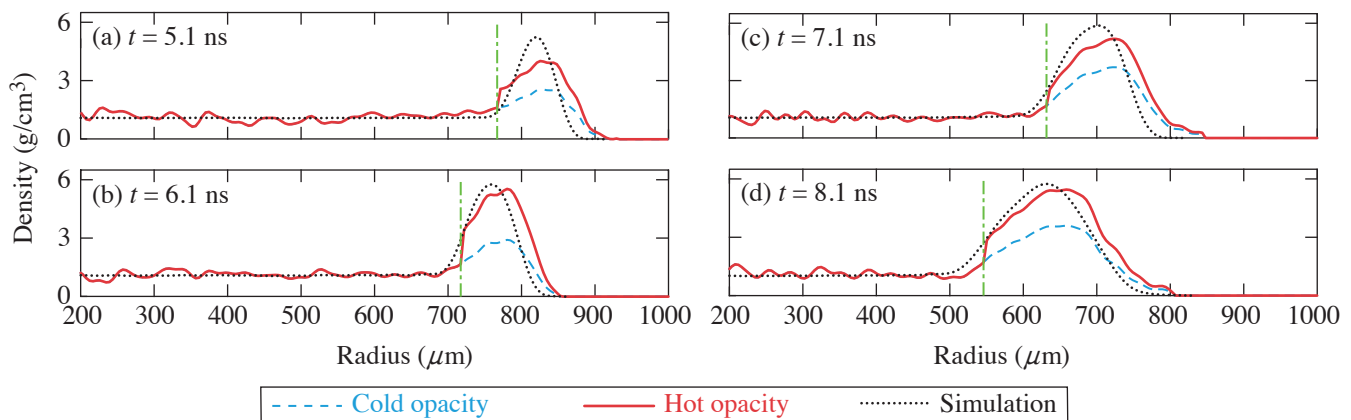 Density (g/cm3)
6
3
0
(a) t = 5.1 ns
6
3
0
(b) t = 6.1 ns
200 300 400 500 600 700 800 900 1000
Radius (μm)
(c) t = 7.1 ns
(d) t = 8.1 ns
200 300 400 500 600 700 800 900 1000
Radius (μm)
Cold opacity Hot opacity Simulation